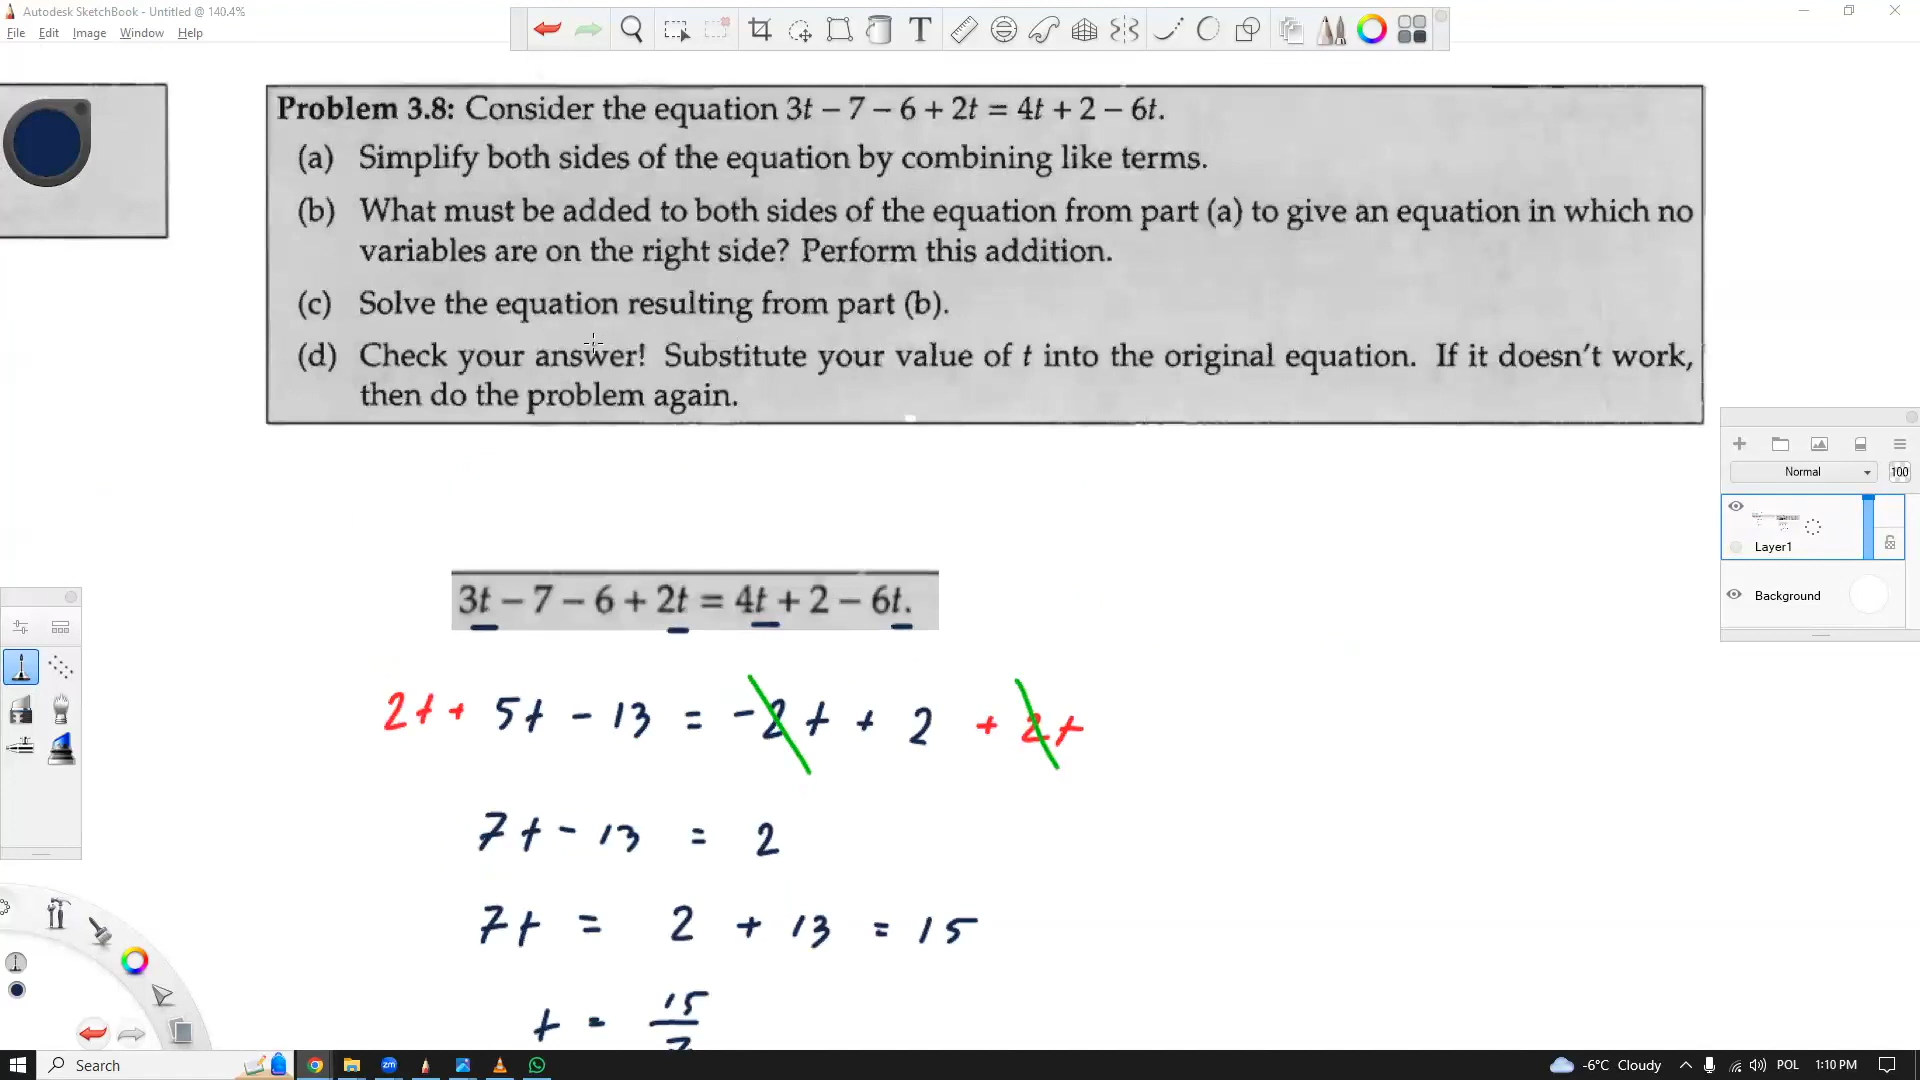 Autodesk SketchBook - Untitled @ 140.4%
File Edit Image Window Help
T
Problem 3.8: Consider the equation 3t − 7 − 6 + 2t = 4t + 2 − 6t.
(a) Simplify both sides of the equation by combining like terms.
(b) What must be added to both sides of the equation from part (a) to give an equation in which no
variables are on the right side? Perform this addition.
(c) Solve the equation resulting from part (b).
(d) Check your answer! Substitute your value of t into the original equation. If it doesn't work,
then do the problem again.
Normal 100
Layer1
Background
3t − 7 − 6 + 2t = 4t + 2 − 6t.
2t + 5t - 13 = -2t + 2 + 2t
7t - 13 = 2
7t = 2 + 13 = 15
t = 15/7
Search
zm
-6°C Cloudy
POL
1:10 PM